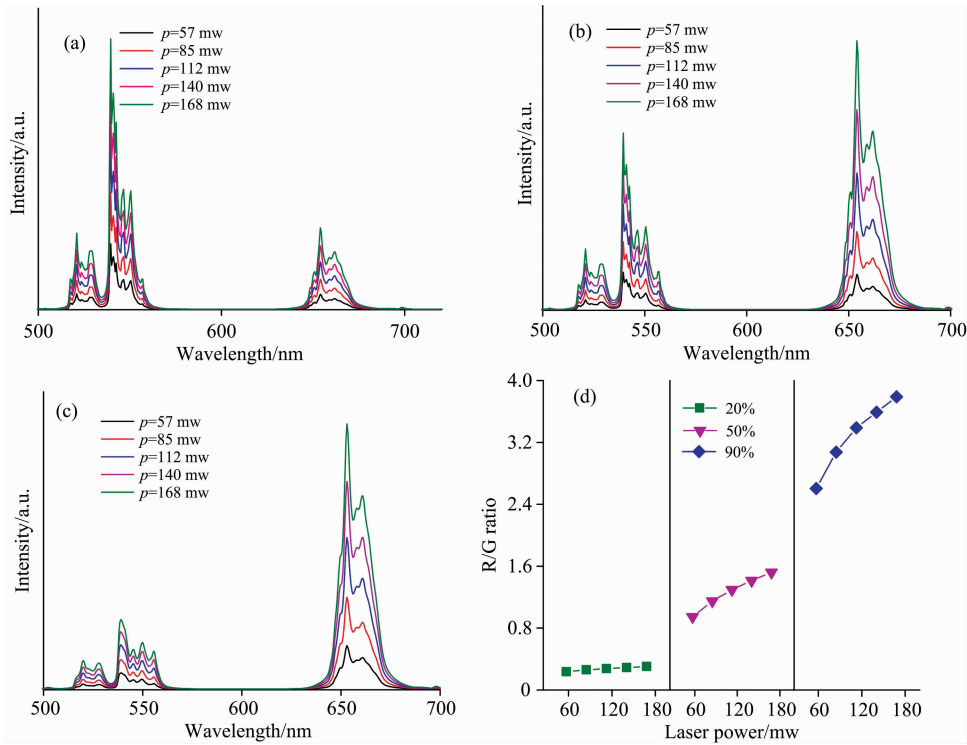 (a)
p=57 mw
p=85 mw
p=112 mw
p=140 mw
p=168 mw
Intensity/a.u.
500 600 700
Wavelength/nm
(b)
p=57 mw
p=85 mw
p=112 mw
p=140 mw
p=168 mw
Intensity/a.u.
500 550 600 650 700
Wavelength/nm
(c)
p=57 mw
p=85 mw
p=112 mw
p=140 mw
p=168 mw
Intensity/a.u.
500 550 600 650 700
Wavelength/nm
(d)
20%
50%
90%
R/G ratio
4.0
3.2
2.4
1.6
0.8
0
60 120 180 60 120 180 60 120 180
Laser power/mw